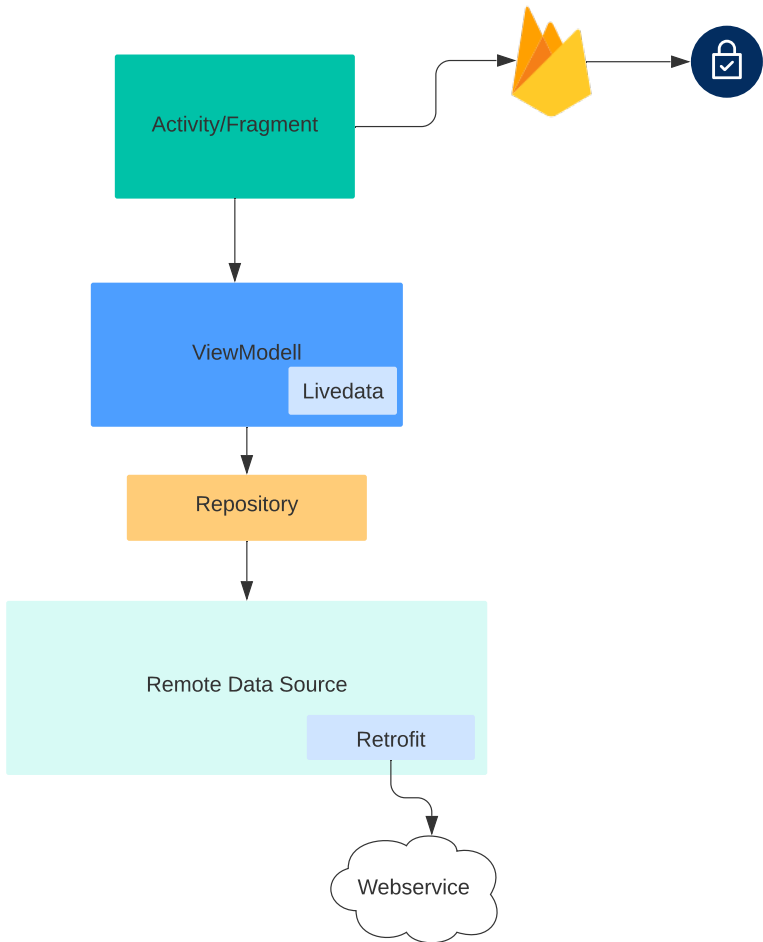 Activity/Fragment
ViewModell
Livedata
Repository
Remote Data Source
Retrofit
Webservice